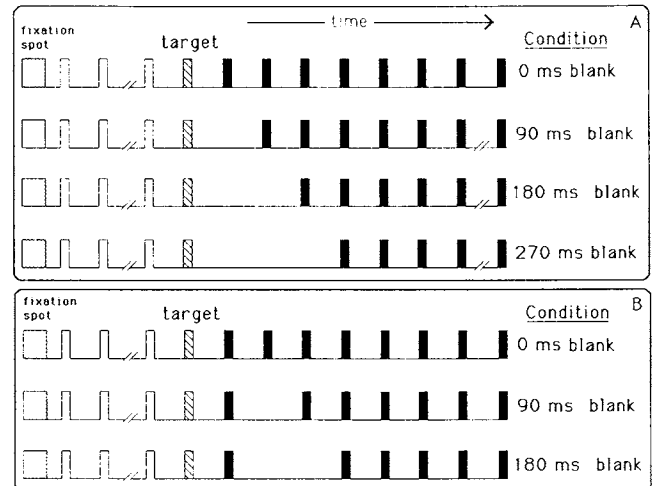 time
A
fixation
spot
target
Condition
0 ms blank
90 ms blank
180 ms blank
270 ms blank
B
fixation
spot
target
Condition
0 ms blank
90 ms blank
180 ms blank